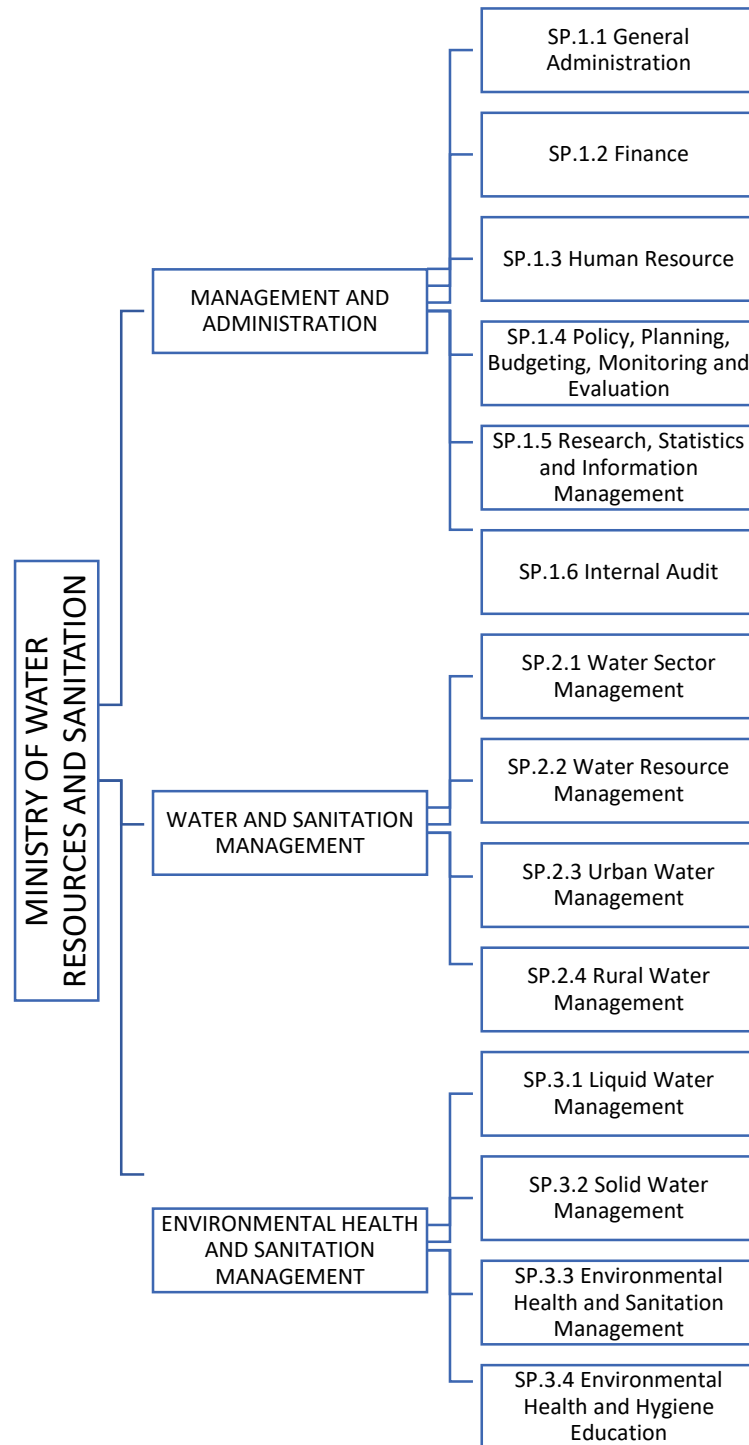 MINISTRY OF WATER
RESOURCES AND SANITATION
MANAGEMENT AND
ADMINISTRATION
SP.1.1 General
Administration
SP.1.2 Finance
SP.1.3 Human Resource
SP.1.4 Policy, Planning,
Budgeting, Monitoring and
Evaluation
SP.1.5 Research, Statistics
and Information
Management
SP.1.6 Internal Audit
WATER AND SANITATION
MANAGEMENT
SP.2.1 Water Sector
Management
SP.2.2 Water Resource
Management
SP.2.3 Urban Water
Management
SP.2.4 Rural Water
Management
ENVIRONMENTAL HEALTH
AND SANITATION
MANAGEMENT
SP.3.1 Liquid Water
Management
SP.3.2 Solid Water
Management
SP.3.3 Environmental
Health and Sanitation
Management
SP.3.4 Environmental
Health and Hygiene
Education